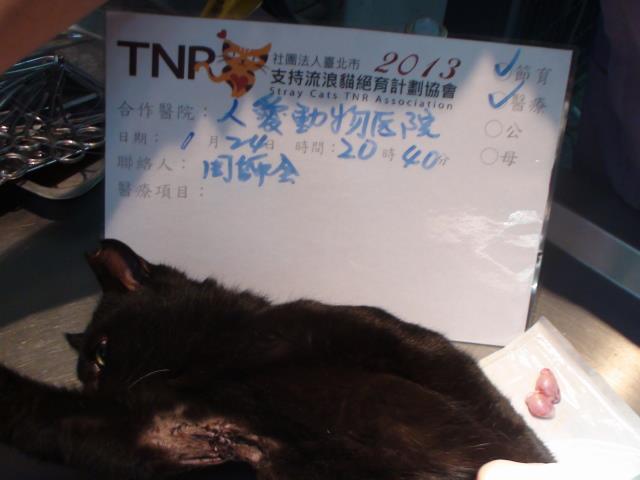 TNR 社團法人臺北市 2013
支持流浪貓絕育計劃協會
Stray Cats TNR Association
✓節育
✓醫療
合作醫院：人愛動物医院
○公
日期：1月24日 時間：20時40分
○母
聯絡人：周師会
醫療項目：